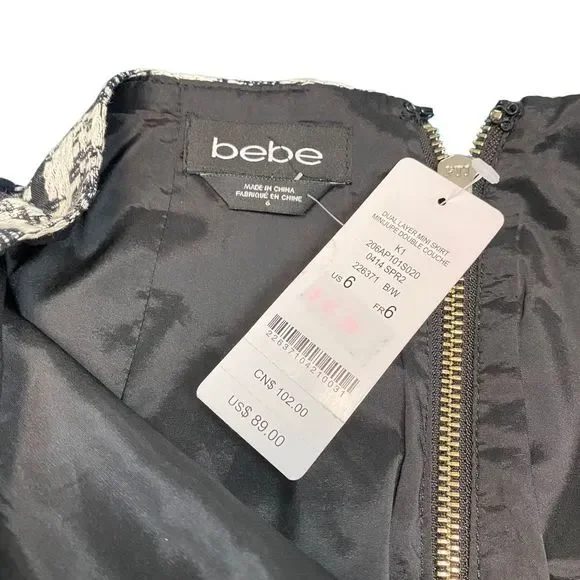 bebe
MADE IN CHINA
FABRIQUÉ EN CHINE
6
DUAL LAYER MINI SKIRT
MINIJUPE DOUBLE COUCHE
K1
206AP101S020
0414 SPR2
226371 B/W
US 6 FR 6
22637104210031
CN$ 102.00
US$ 89.00